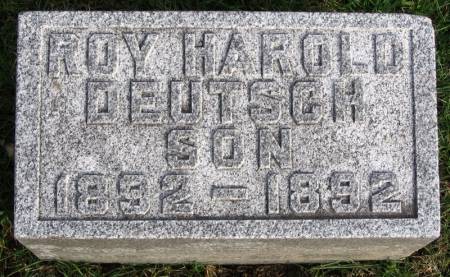 ROY HAROLD
DEUTSCH
SON
1892 - 1892